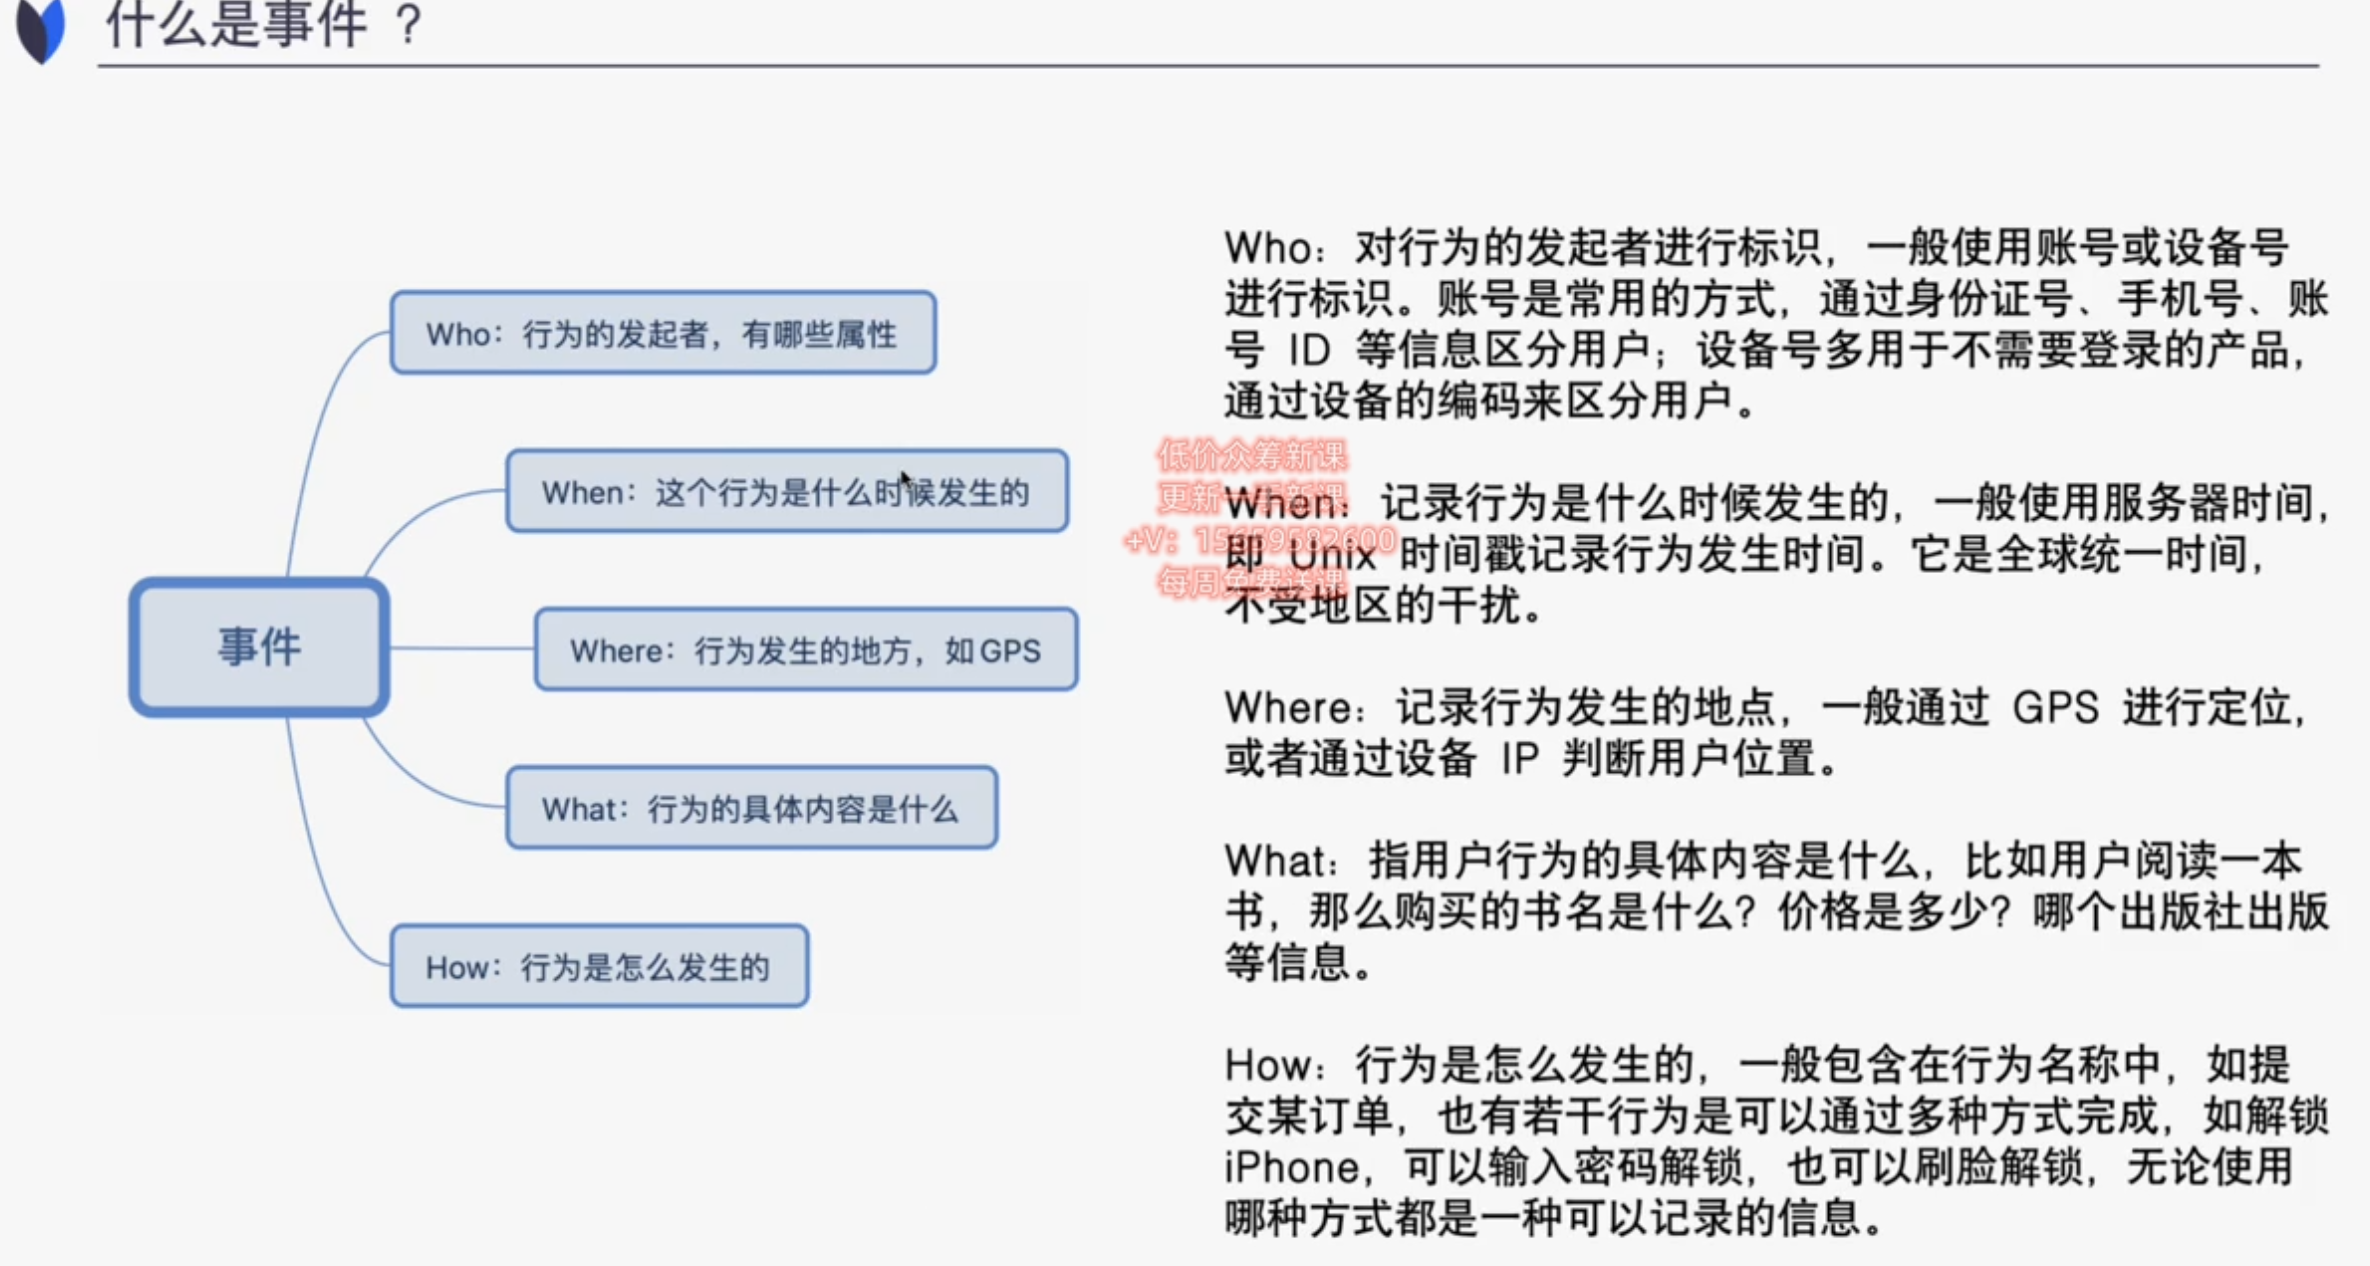 什么是事件 ？
Who：行为的发起者，有哪些属性
When：这个行为是什么时候发生的
事件
Where：行为发生的地方，如GPS
What：行为的具体内容是什么
How：行为是怎么发生的
Who：对行为的发起者进行标识，一般使用账号或设备号
进行标识。账号是常用的方式，通过身份证号、手机号、账
号 ID 等信息区分用户；设备号多用于不需要登录的产品，
通过设备的编码来区分用户。
低价众筹新课
更新一手新课
When：记录行为是什么时候发生的，一般使用服务器时间，
+V：15659582600
即 Unix 时间戳记录行为发生时间。它是全球统一时间，
每周免费送课
不受地区的干扰。
Where：记录行为发生的地点，一般通过 GPS 进行定位，
或者通过设备 IP 判断用户位置。
What：指用户行为的具体内容是什么，比如用户阅读一本
书，那么购买的书名是什么？价格是多少？哪个出版社出版
等信息。
How：行为是怎么发生的，一般包含在行为名称中，如提
交某订单，也有若干行为是可以通过多种方式完成，如解锁
iPhone，可以输入密码解锁，也可以刷脸解锁，无论使用
哪种方式都是一种可以记录的信息。